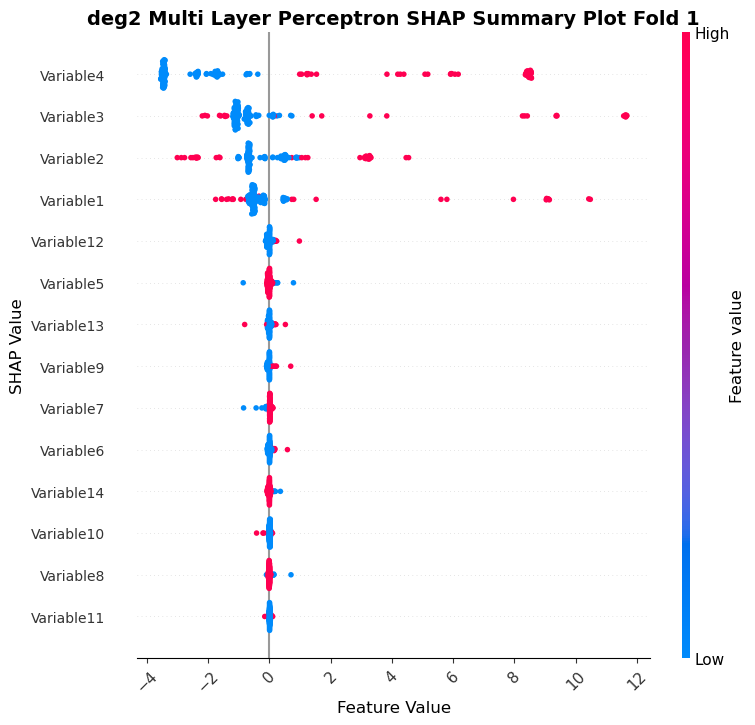 deg2 Multi Layer Perceptron SHAP Summary Plot Fold 1
High
Variable4
Variable3
Variable2
Variable1
Variable12
Variable5
Variable13
Variable9
Variable7
Variable6
Variable14
Variable10
Variable8
Variable11
SHAP Value
Feature value
Low
−4
−2
0
2
4
6
8
10
12
Feature Value